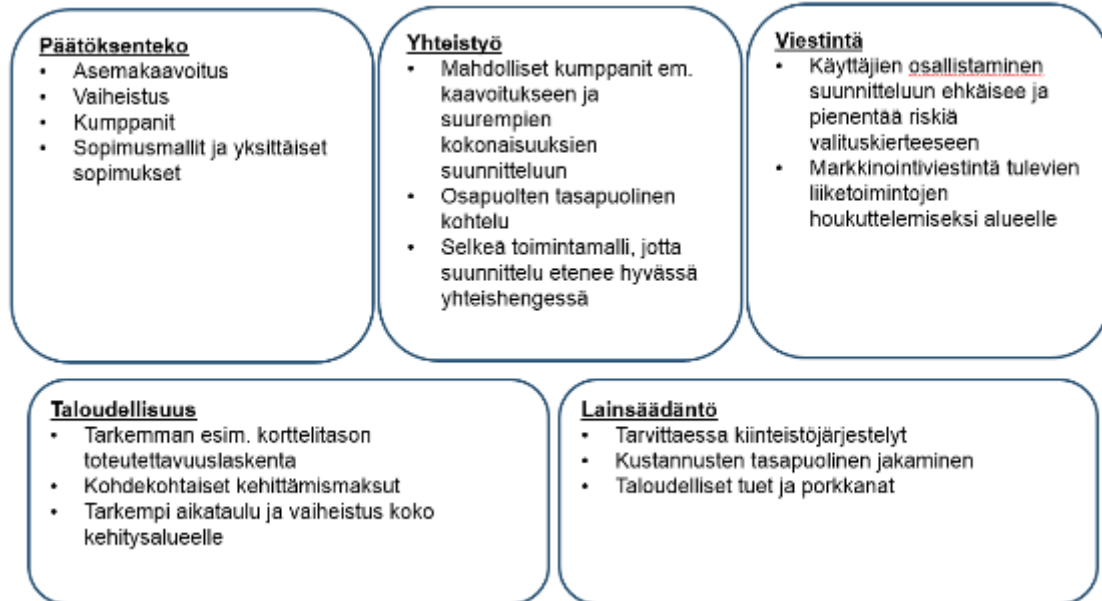 Päätöksenteko
• Asemakaavoitus
• Vaiheistus
• Kumppanit
• Sopimusmallit ja yksittäiset
sopimukset
Yhteistyö
• Mahdolliset kumppanit em.
kaavoitukseen ja
suurempien
kokonaisuuksien
suunnitteluun
• Osapuolten tasapuolinen
kohtelu
• Selkeä toimintamalli, jotta
suunnittelu etenee hyvässä
yhteishengessä
Viestintä
• Käyttäjien osallistaminen
suunnitteluun ehkäisee ja
pienentää riskiä
valituskierteeseen
• Markkinointiviestintä tulevien
liiketoimintojen
houkuttelemiseksi alueelle
Taloudellisuus
• Tarkemman esim. korttelitason
toteutettavuuslaskenta
• Kohdekohtaiset kehittämismaksut
• Tarkempi aikataulu ja vaiheistus koko
kehitysalueelle
Lainsäädäntö
• Tarvittaessa kiinteistöjärjestelyt
• Kustannusten tasapuolinen jakaminen
• Taloudelliset tuet ja porkkanat